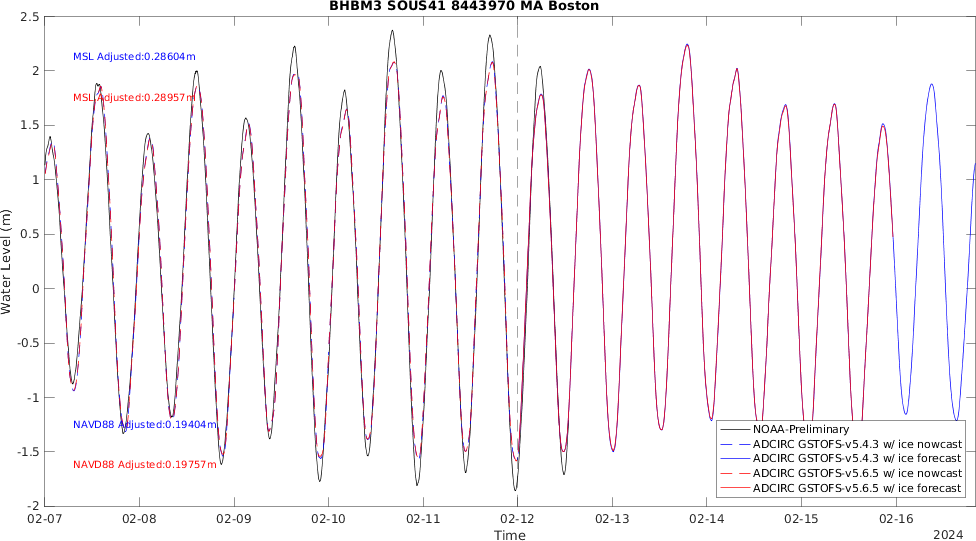 BHBM3 SOUS41 8443970 MA Boston
2.5
2
1.5
1
0.5
0
-0.5
-1
-1.5
-2
Water Level (m)
MSL Adjusted:0.28604m
MSL Adjusted:0.28957m
NAVD88 Adjusted:0.19404m
NAVD88 Adjusted:0.19757m
NOAA-Preliminary
ADCIRC GSTOFS-v5.4.3 w/ ice nowcast
ADCIRC GSTOFS-v5.4.3 w/ ice forecast
ADCIRC GSTOFS-v5.6.5 w/ ice nowcast
ADCIRC GSTOFS-v5.6.5 w/ ice forecast
02-07 02-08 02-09 02-10 02-11 02-12 02-13 02-14 02-15 02-16
Time
2024